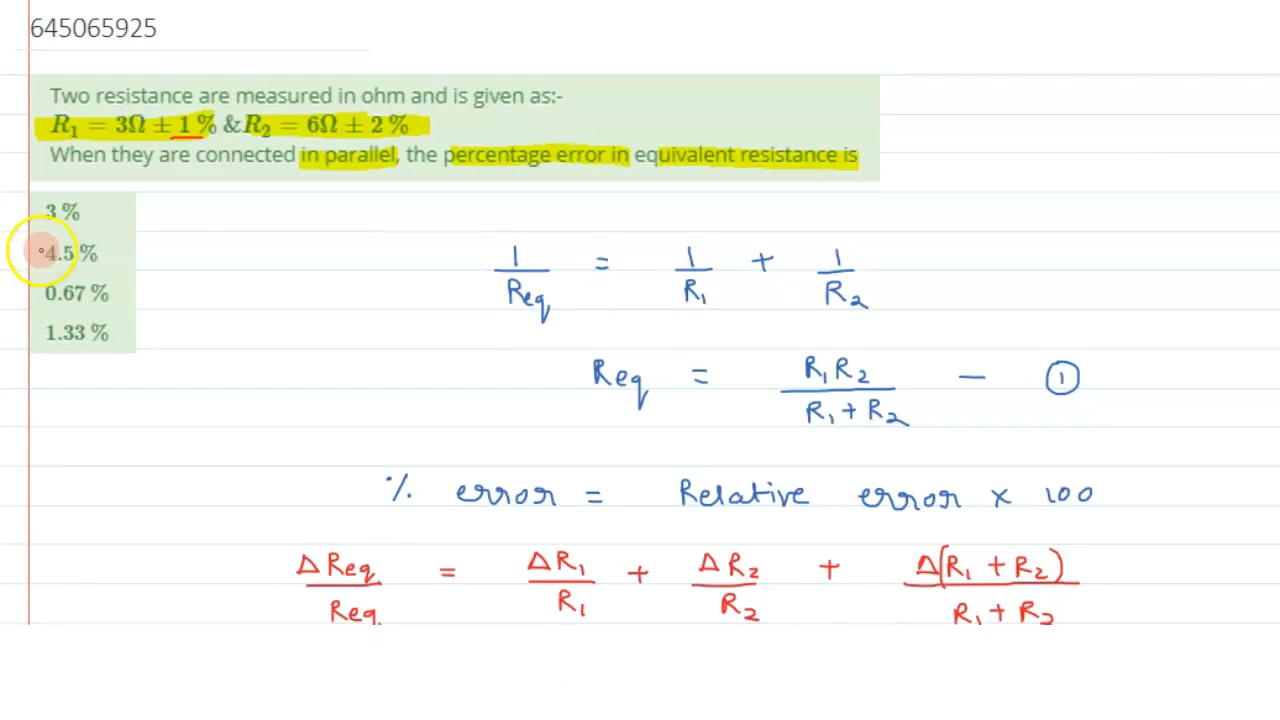 645065925
Two resistance are measured in ohm and is given as:-
R₁ = 3Ω ± 1 % & R₂ = 6Ω ± 2 %
When they are connected in parallel, the percentage error in equivalent resistance is
3 %
4.5 %
0.67 %
1.33 %
1/Req = 1/R₁ + 1/R₂
Req = R₁R₂/(R₁+R₂) — ①
% error = Relative error × 100
ΔReq/Req = ΔR₁/R₁ + ΔR₂/R₂ + Δ(R₁ + R₂)/(R₁ + R₂)